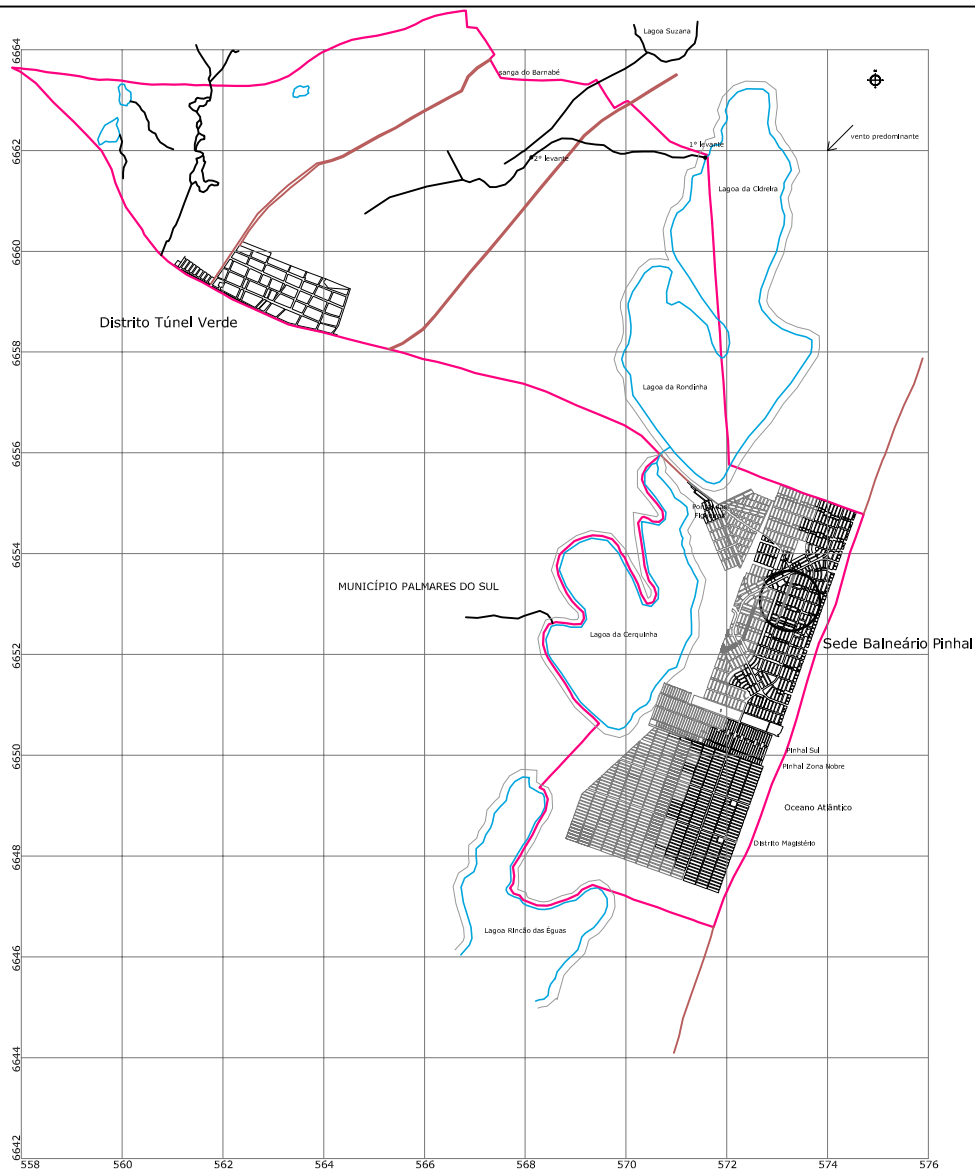 Lagoa Suzana
6664
sanga do Barnabé
vento predominante
6662
1° levante
2° levante
Lagoa da Cidreira
6660
Distrito Túnel Verde
6658
Lagoa da Rondinha
6656
6654
MUNICÍPIO PALMARES DO SUL
Lagoa da Cerquinha
Sede Balneário Pinhal
6652
6650
Pinhal Sul
Pinhal Zona Nobre
Oceano Atlântico
6648
Distrito Magistério
Lagoa Rincão das Éguas
6646
6644
6642
558 560 562 564 566 568 570 572 574 576